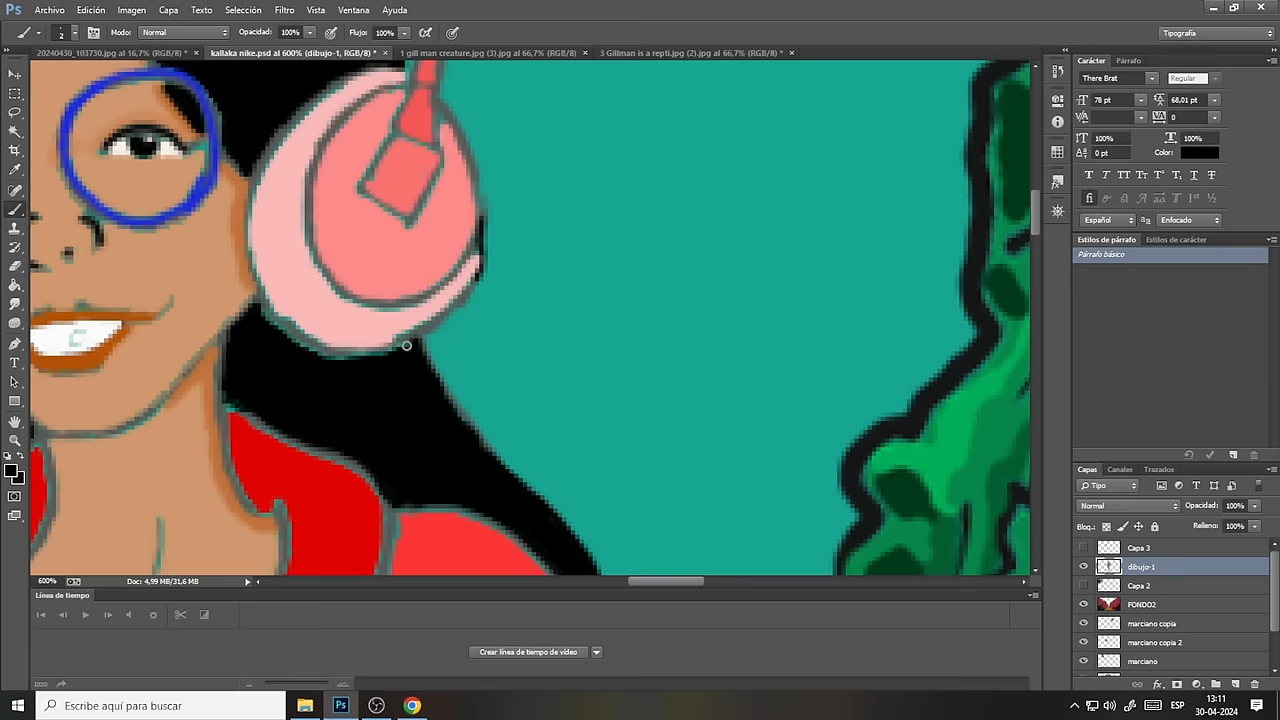 Ps Archivo Edición Imagen Capa Texto Selección Filtro Vista Ventana Ayuda
2 Modo: Normal Opacidad: 100% Flujo: 100% Tipografía
20240430_103730.jpg al 16,7% (RGB/8) * × kallaka nike.psd al 600% (dibujo-1, RGB/8) * × 1 gill man creature.jpg (3).jpg al 66,7% (RGB/8) × 3 Gillman is a repti.jpg (2).jpg al 66,7% (RGB/8) * ×
Carácter Párrafo
There Bart Regular
78 pt 68,01 pt
0
100% 100%
0 pt Color:
Español Enfocado
Estilos de párrafo Estilos de carácter
Párrafo básico
Capas Canales Trazados
Tipo
Normal Opacidad: 100%
Bloq.: Relleno: 100%
Capa 3
dibujo-1
Capa 2
FONDO2
marciano copia
marciano copia 2
marciano
600% Doc: 4,99 MB/31,6 MB
Línea de tiempo
Crear línea de tiempo de vídeo
Escribe aquí para buscar
ESP
13:11
30-04-2024